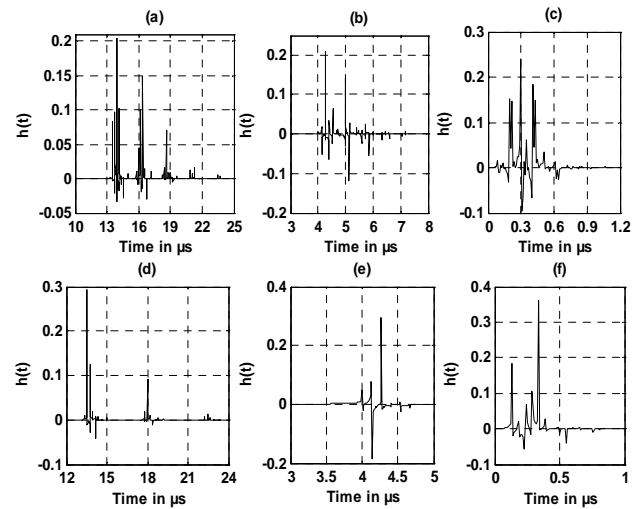 (a)
h(t)
0.2
0.15
0.1
0.05
0
-0.05
10 13 16 19 22 25
Time in µs
(b)
h(t)
0.2
0.1
0
-0.1
-0.2
3 4 5 6 7 8
Time in µs
(c)
h(t)
0.3
0.2
0.1
0
-0.1
0 0.3 0.6 0.9 1.2
Time in µs
(d)
h(t)
0.3
0.2
0.1
0
-0.1
12 15 18 21 24
Time in µs
(e)
h(t)
0.4
0.2
0
-0.2
3 3.5 4 4.5 5
Time in µs
(f)
h(t)
0.4
0.3
0.2
0.1
0
-0.1
0 0.5 1
Time in µs